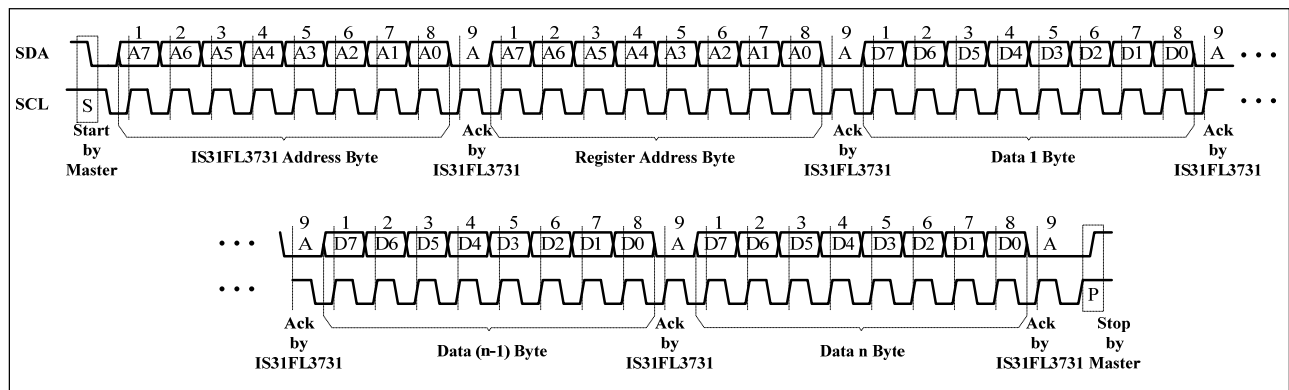 1 2 3 4 5 6 7 8 9 1 2 3 4 5 6 7 8 9 1 2 3 4 5 6 7 8 9
SDA A7 A6 A5 A4 A3 A2 A1 A0 A A7 A6 A5 A4 A3 A2 A1 A0 A D7 D6 D5 D4 D3 D2 D1 D0 A • • •
SCL S • • •
Start by Master
IS31FL3731 Address Byte
Ack by IS31FL3731
Register Address Byte
Ack by IS31FL3731
Data 1 Byte
Ack by IS31FL3731
9 1 2 3 4 5 6 7 8 9 1 2 3 4 5 6 7 8 9
• • • A D7 D6 D5 D4 D3 D2 D1 D0 A D7 D6 D5 D4 D3 D2 D1 D0 A
• • • P
Ack by IS31FL3731
Data (n-1) Byte
Ack by IS31FL3731
Data n Byte
Ack by IS31FL3731
Stop by Master